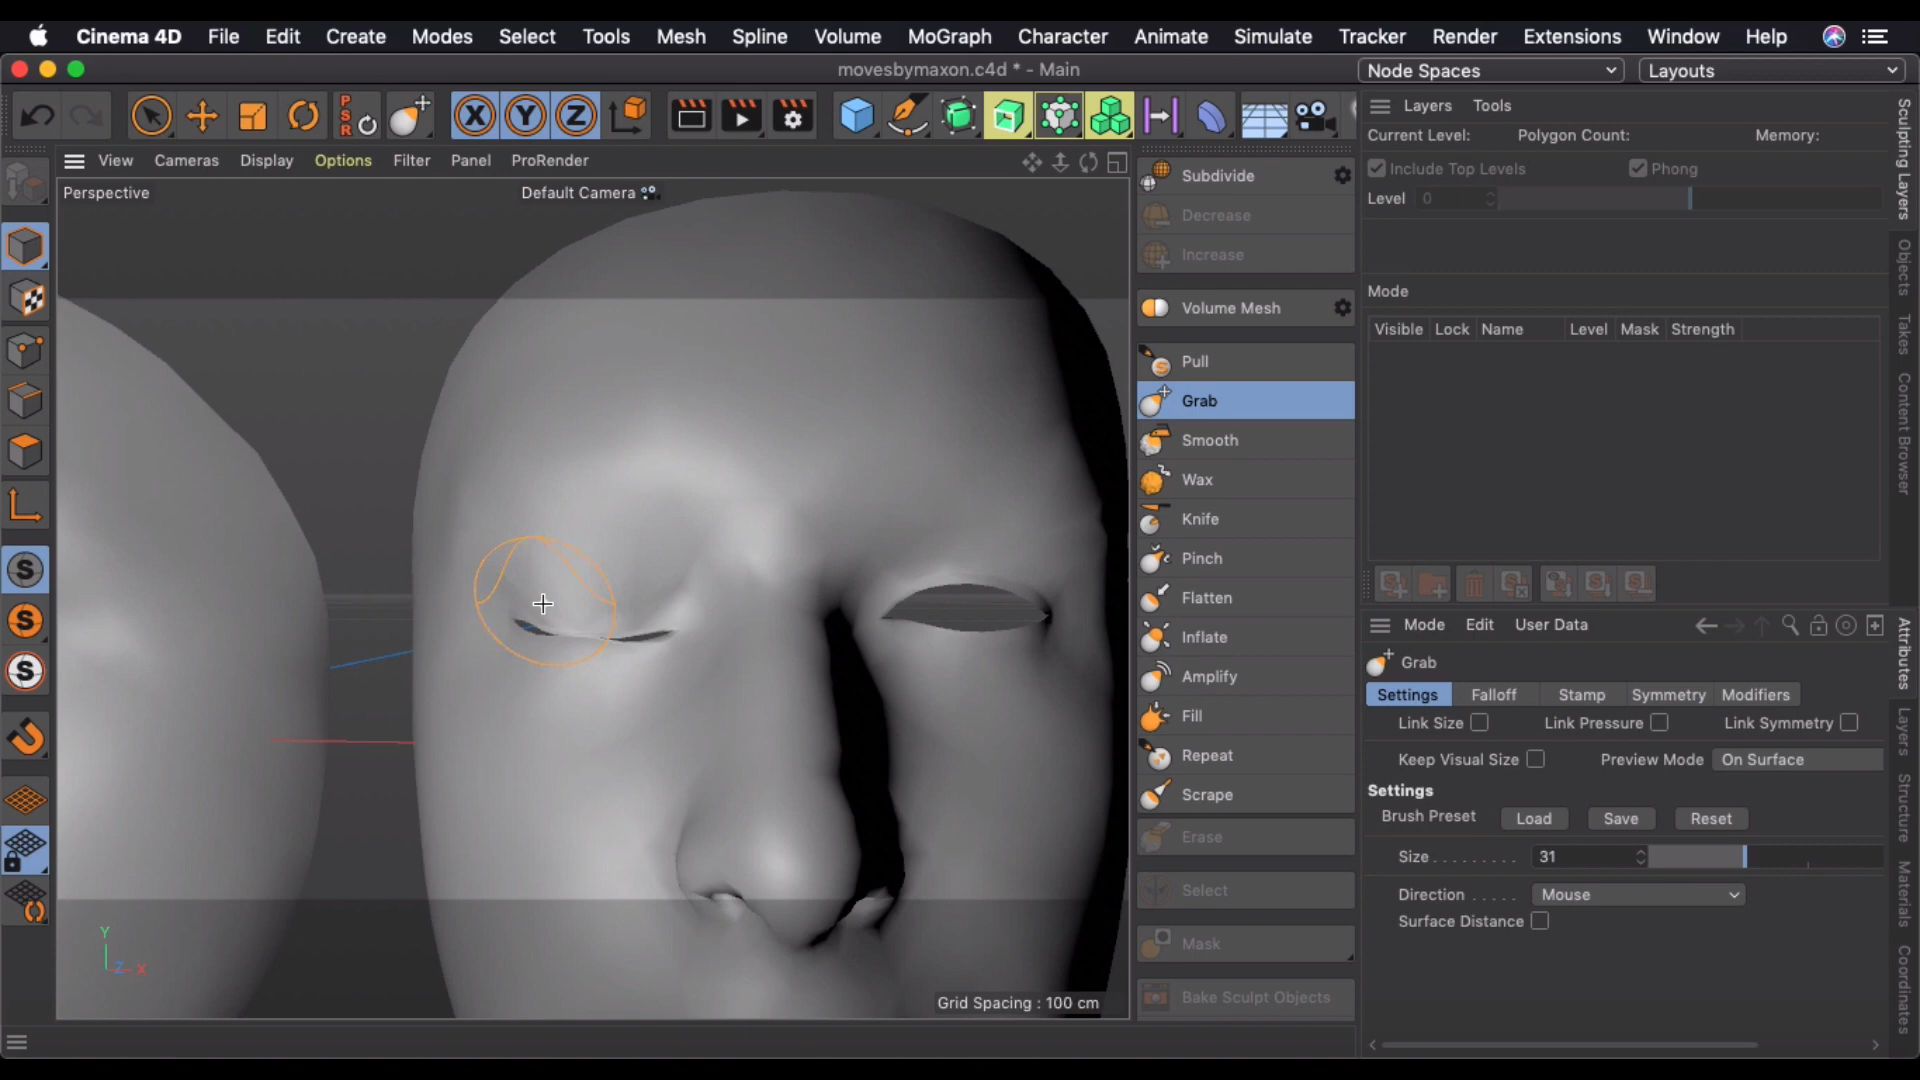 Cinema 4D File Edit Create Modes Select Tools Mesh Spline Volume MoGraph Character Animate Simulate Tracker Render Extensions Window Help
movesbymaxon.c4d * - Main
Node Spaces
Layouts
P
S
R
X Y Z
View Cameras Display Options Filter Panel ProRender
Perspective
Default Camera
Grid Spacing : 100 cm
Y
Z X
S
S
S
Subdivide
Decrease
Increase
Volume Mesh
Pull
Grab
Smooth
Wax
Knife
Pinch
Flatten
Inflate
Amplify
Fill
Repeat
Scrape
Erase
Select
Mask
Bake Sculpt Objects
Layers Tools
Current Level: Polygon Count: Memory:
Include Top Levels Phong
Level 0
Mode
Visible Lock Name Level Mask Strength
Mode Edit User Data
Grab
Settings Falloff Stamp Symmetry Modifiers
Link Size Link Pressure Link Symmetry
Keep Visual Size Preview Mode On Surface
Settings
Brush Preset Load Save Reset
Size 31
Direction Mouse
Surface Distance
Sculpting Layers
Objects
Takes
Content Browser
Attributes
Layers
Structure
Materials
Coordinates